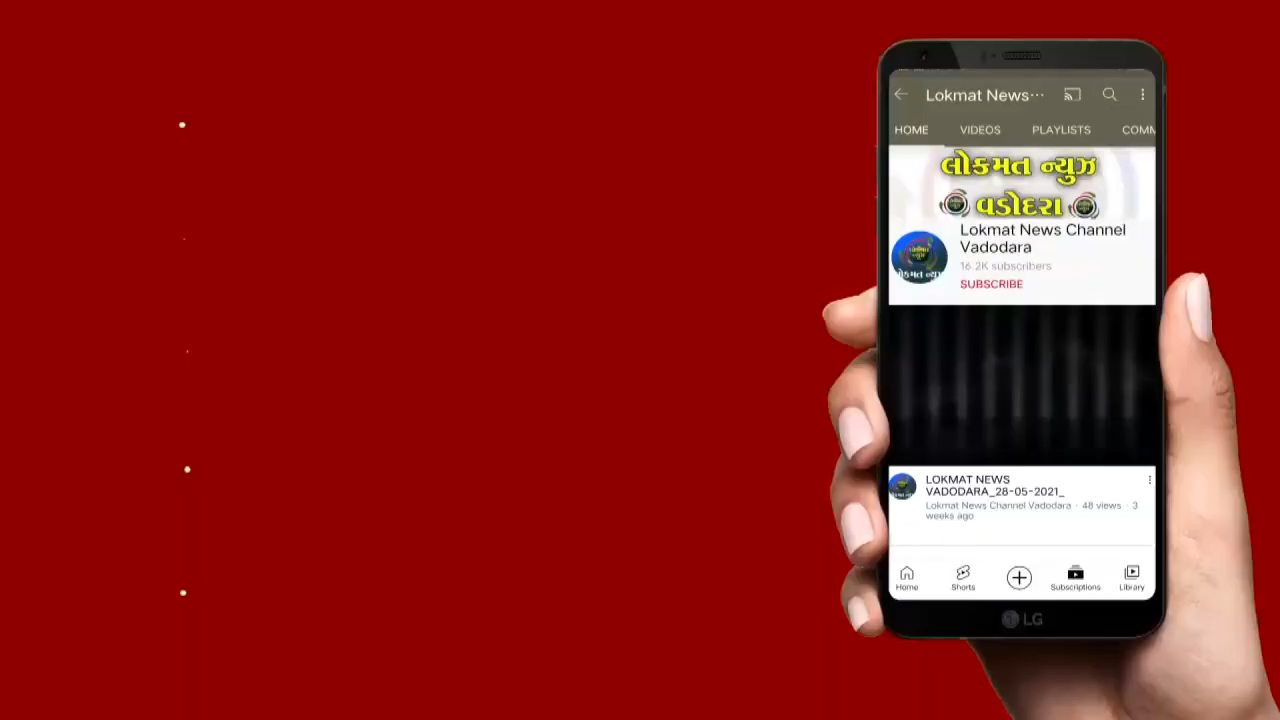 Lokmat News...
HOME VIDEOS PLAYLISTS COMM
લોકમત ન્યુઝ
વડોદરા
Lokmat News Channel
Vadodara
16.2K subscribers
SUBSCRIBE
LOKMAT NEWS
VADODARA_28-05-2021_
Lokmat News Channel Vadodara · 48 views · 3
weeks ago
Home Shorts Subscriptions Library
LG